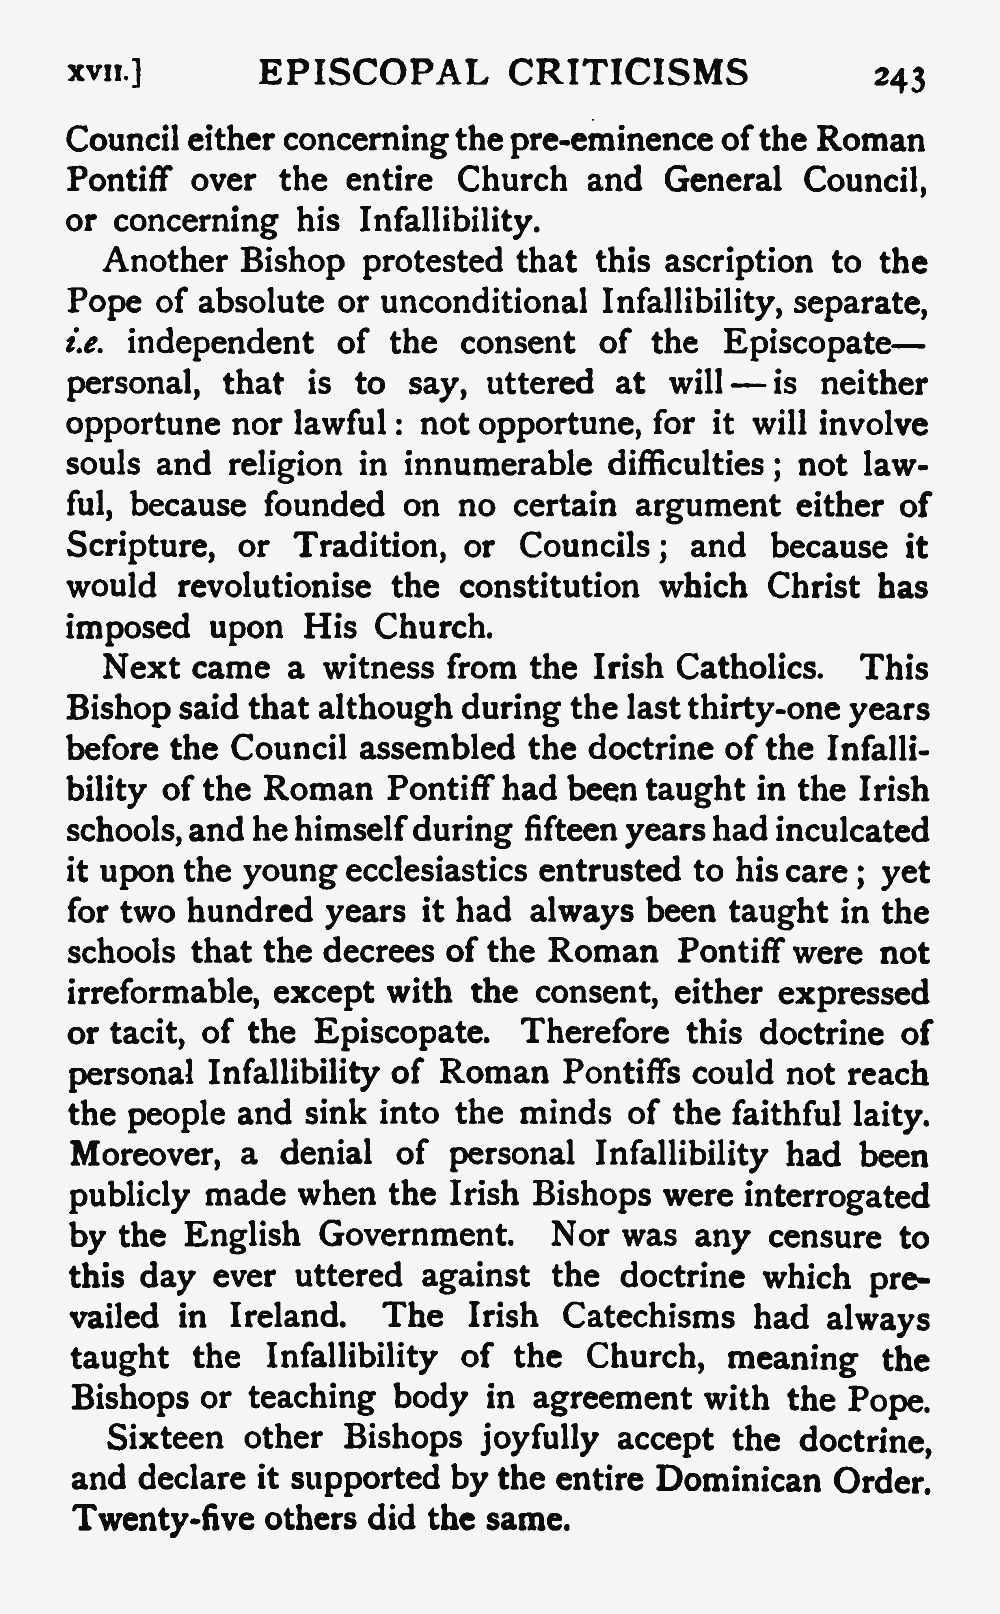 XVII.] EPISCOPAL CRITICISMS 243
Council either concerning the pre-eminence of the Roman
Pontiff over the entire Church and General Council,
or concerning his Infallibility.
Another Bishop protested that this ascription to the
Pope of absolute or unconditional Infallibility, separate,
i.e. independent of the consent of the Episcopate—
personal, that is to say, uttered at will — is neither
opportune nor lawful : not opportune, for it will involve
souls and religion in innumerable difficulties ; not law-
ful, because founded on no certain argument either of
Scripture, or Tradition, or Councils ; and because it
would revolutionise the constitution which Christ has
imposed upon His Church.
Next came a witness from the Irish Catholics. This
Bishop said that although during the last thirty-one years
before the Council assembled the doctrine of the Infalli-
bility of the Roman Pontiff had been taught in the Irish
schools, and he himself during fifteen years had inculcated
it upon the young ecclesiastics entrusted to his care ; yet
for two hundred years it had always been taught in the
schools that the decrees of the Roman Pontiff were not
irreformable, except with the consent, either expressed
or tacit, of the Episcopate. Therefore this doctrine of
personal Infallibility of Roman Pontiffs could not reach
the people and sink into the minds of the faithful laity.
Moreover, a denial of personal Infallibility had been
publicly made when the Irish Bishops were interrogated
by the English Government. Nor was any censure to
this day ever uttered against the doctrine which pre-
vailed in Ireland. The Irish Catechisms had always
taught the Infallibility of the Church, meaning the
Bishops or teaching body in agreement with the Pope.
Sixteen other Bishops joyfully accept the doctrine,
and declare it supported by the entire Dominican Order.
Twenty-five others did the same.